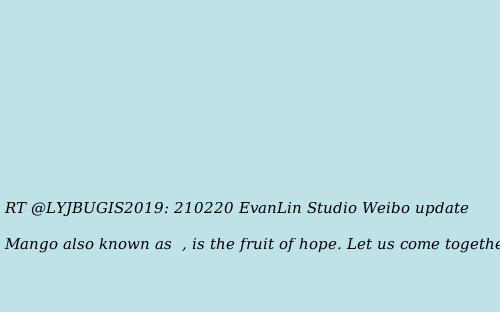 RT @LYJBUGIS2019: 210220 EvanLin Studio Weibo update
Mango also known as , is the fruit of hope. Let us come togethe